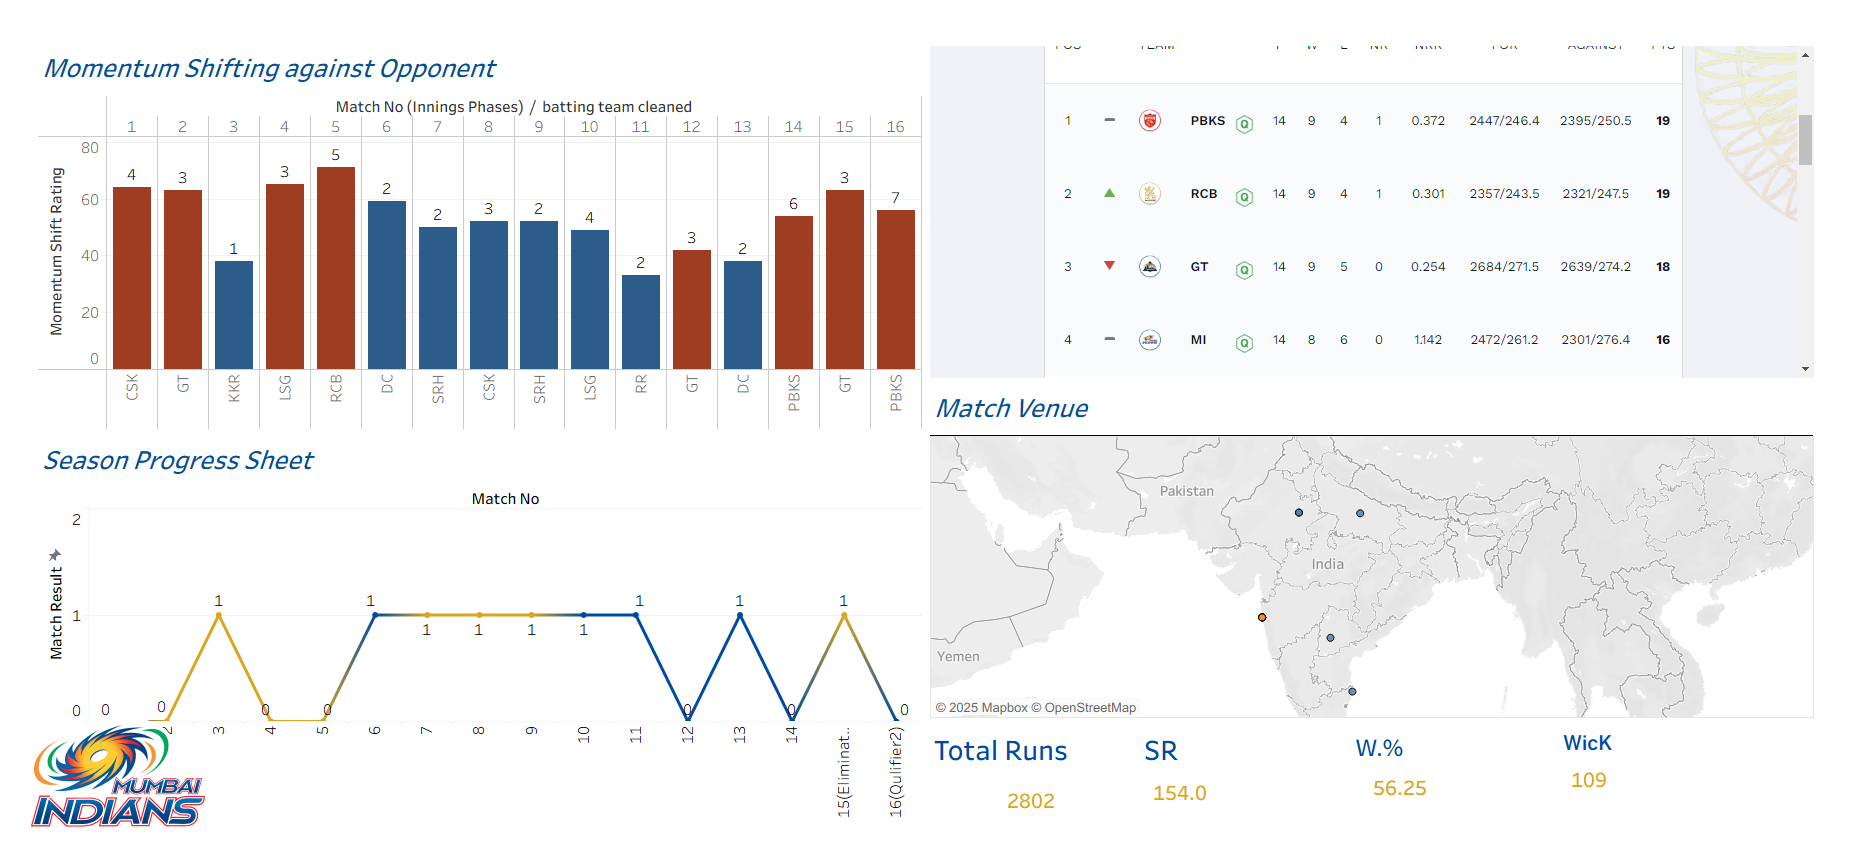 Momentum Shifting against Opponent
Match No (Innings Phases) / batting team cleaned
1 2 3 4 5 6 7 8 9 10 11 12 13 14 15 16
Momentum Shift Rating
80
60
40
20
0
4 3 1 3 5 2 2 3 2 4 2 3 2 6 3 7
CSK GT KKR LSG RCB DC SRH CSK SRH LSG RR GT DC PBKS GT PBKS
Season Progress Sheet
Match No
Match Result
2
1
0
0 0 1 0 0 1 1 1 1 1 1 0 1 0 1 0
2 3 4 5 6 7 8 9 10 11 12 13 14 15(Eliminat.. 16(Qulifier2)
MUMBAI
INDIANS
POS TEAM P W L NR NRR FOR AGAINST PTS
1 PBKS Q 14 9 4 1 0.372 2447/246.4 2395/250.5 19
2 RCB Q 14 9 4 1 0.301 2357/243.5 2321/247.5 19
3 GT Q 14 9 5 0 0.254 2684/271.5 2639/274.2 18
4 MI Q 14 8 6 0 1.142 2472/261.2 2301/276.4 16
Match Venue
Pakistan
India
Yemen
© 2025 Mapbox © OpenStreetMap
Total Runs SR W.% WicK
2802 154.0 56.25 109